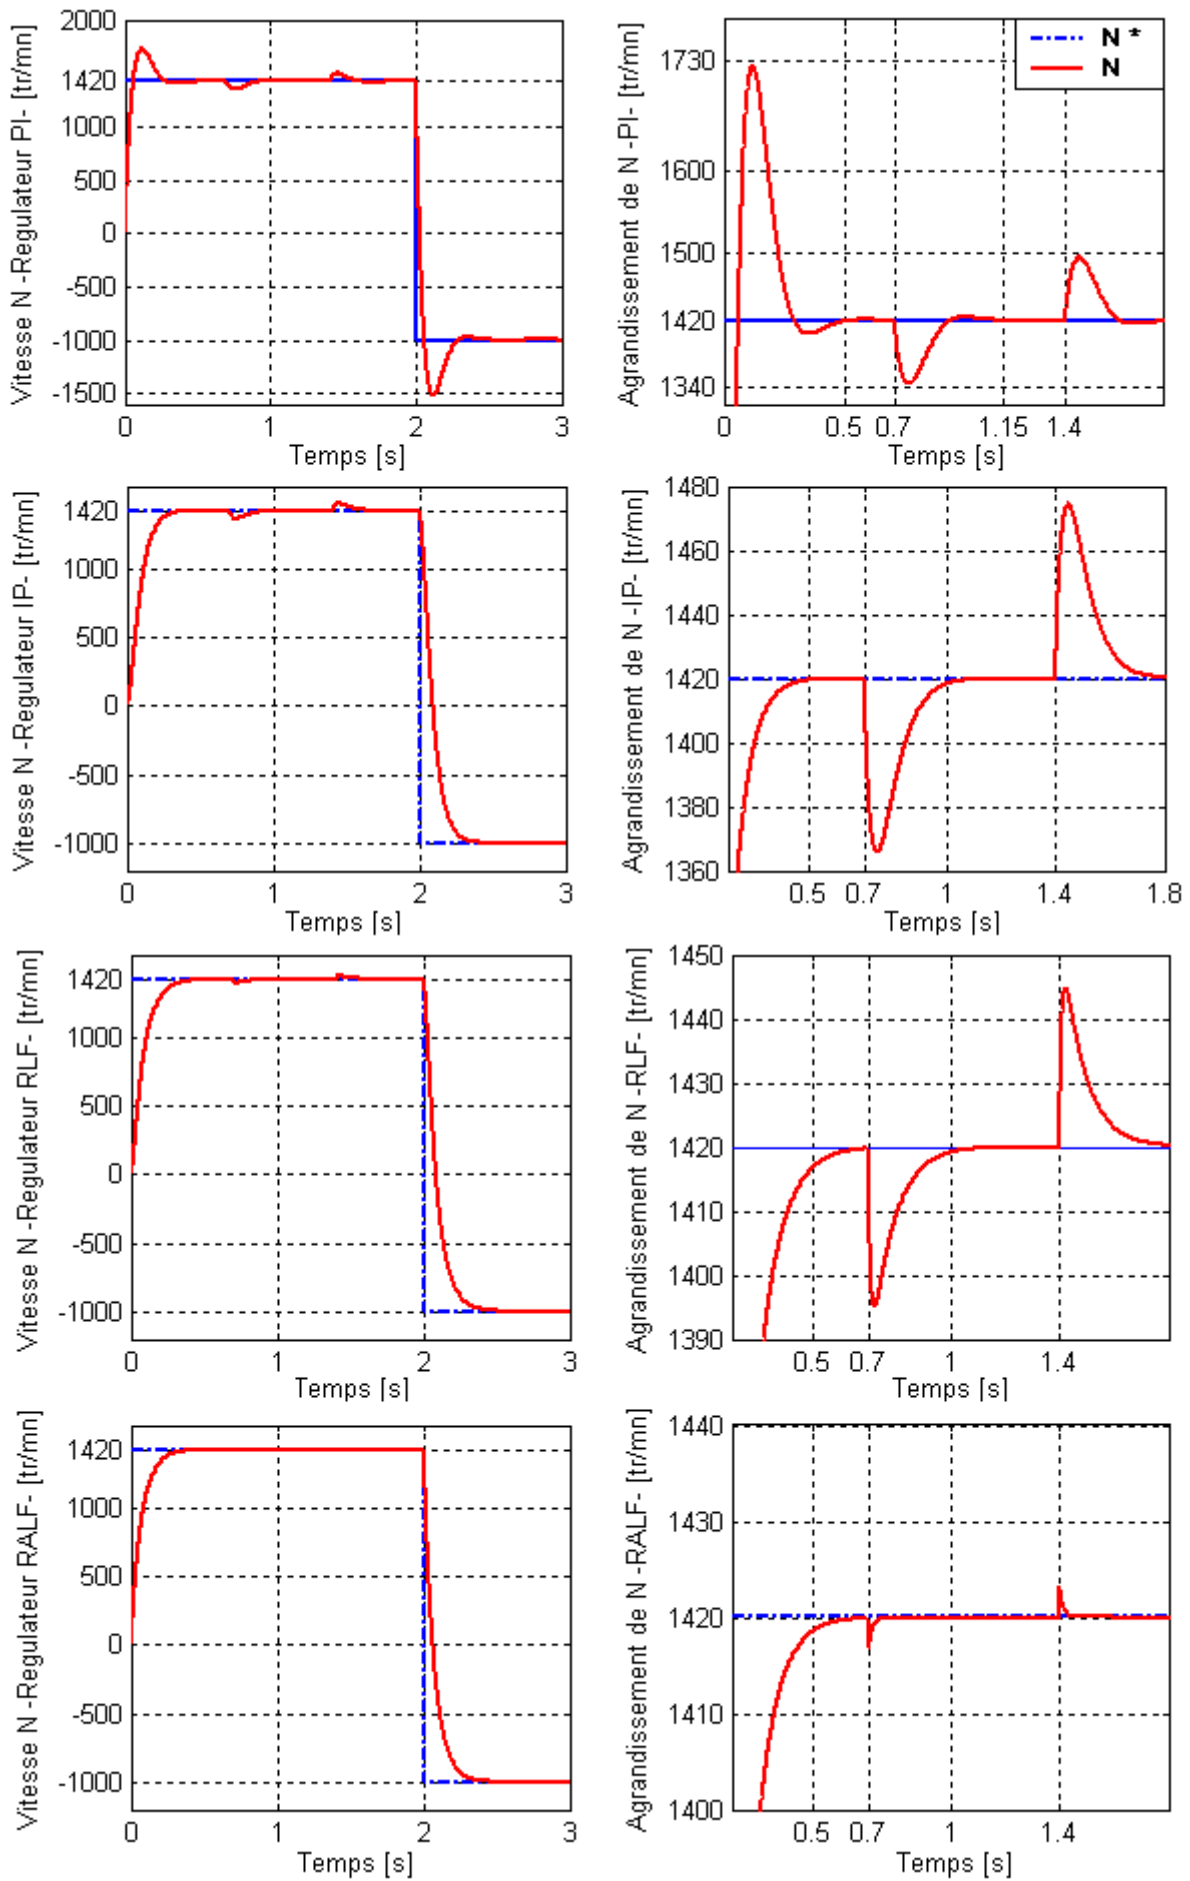 Vitesse N -Regulateur PI- [tr/mn]
2000
1420
1000
500
0
-500
-1000
-1500
0 1 2 3
Temps [s]
Agrandissement de N -PI- [tr/mn]
N *
N
1730
1600
1500
1420
1340
0 0.5 0.7 1.15 1.4
Temps [s]
Vitesse N -Regulateur IP- [tr/mn]
1420
1000
500
0
-500
-1000
0 1 2 3
Temps [s]
Agrandissement de N -IP- [tr/mn]
1480
1460
1440
1420
1400
1380
1360
0.5 0.7 1 1.4 1.8
Temps [s]
Vitesse N -Regulateur RLF- [tr/mn]
1420
1000
500
0
-500
-1000
0 1 2 3
Temps [s]
Agrandissement de N -RLF- [tr/mn]
1450
1440
1430
1420
1410
1400
1390
0.5 0.7 1 1.4
Temps [s]
Vitesse N -Regulateur RALF- [tr/mn]
1420
1000
500
0
-500
-1000
0 1 2 3
Temps [s]
Agrandissement de N -RALF- [tr/mn]
1440
1430
1420
1410
1400
0.5 0.7 1 1.4
Temps [s]